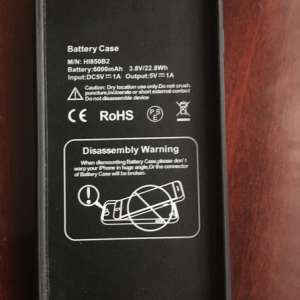 Battery Case
M/N: HI850B2
Battery:6000mAh 3.8V/22.8Wh
Input:DC5V⎓1A Output:5V⎓1A
Caution: Dry location use only.Do not crush,
puncture,incinerate or short external contact
Do not disassemble device
CE RoHS PSE
Disassembly Warning
When dismounting Battery Case,please don't
warp your iPhone in huge angle,Or the connector
of Battery Case will be broken.